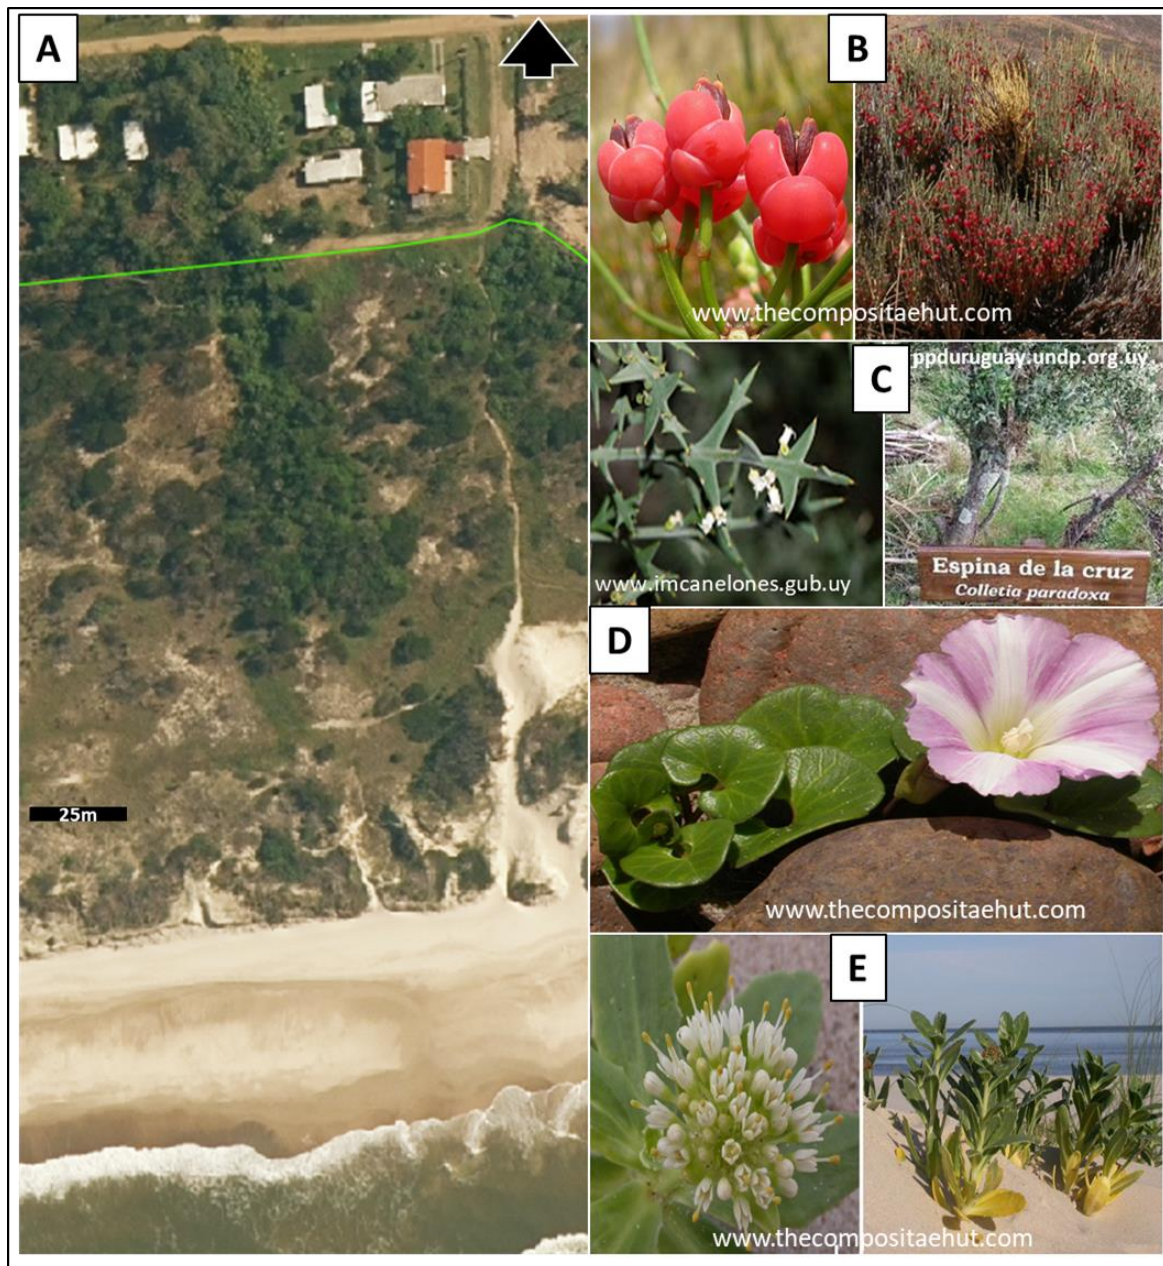 A
25m
B
www.thecompositaehut.com
C
ppduruguay.undp.org.uy
www.imcanelones.gub.uy
Espina de la cruz
Colletia paradoxa
D
www.thecompositaehut.com
E
www.thecompositaehut.com